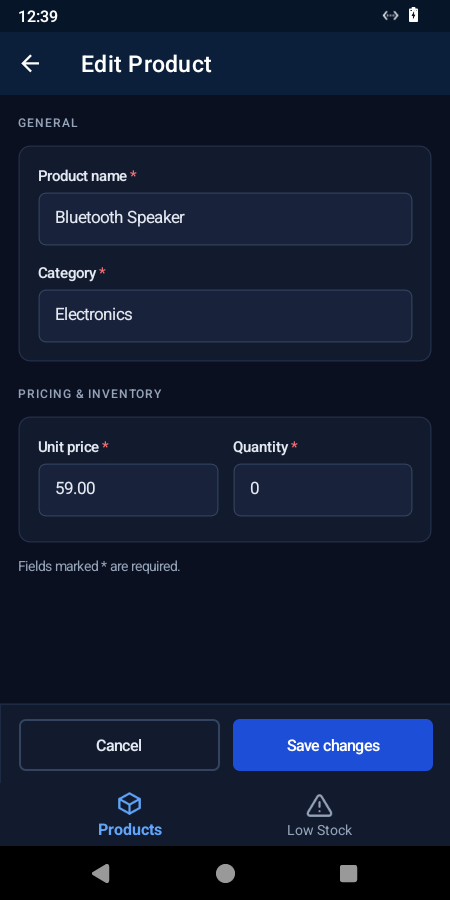 12:39
Edit Product
GENERAL
Product name *
Bluetooth Speaker
Category *
Electronics
PRICING & INVENTORY
Unit price * Quantity *
59.00 0
Fields marked * are required.
Cancel Save changes
Products Low Stock